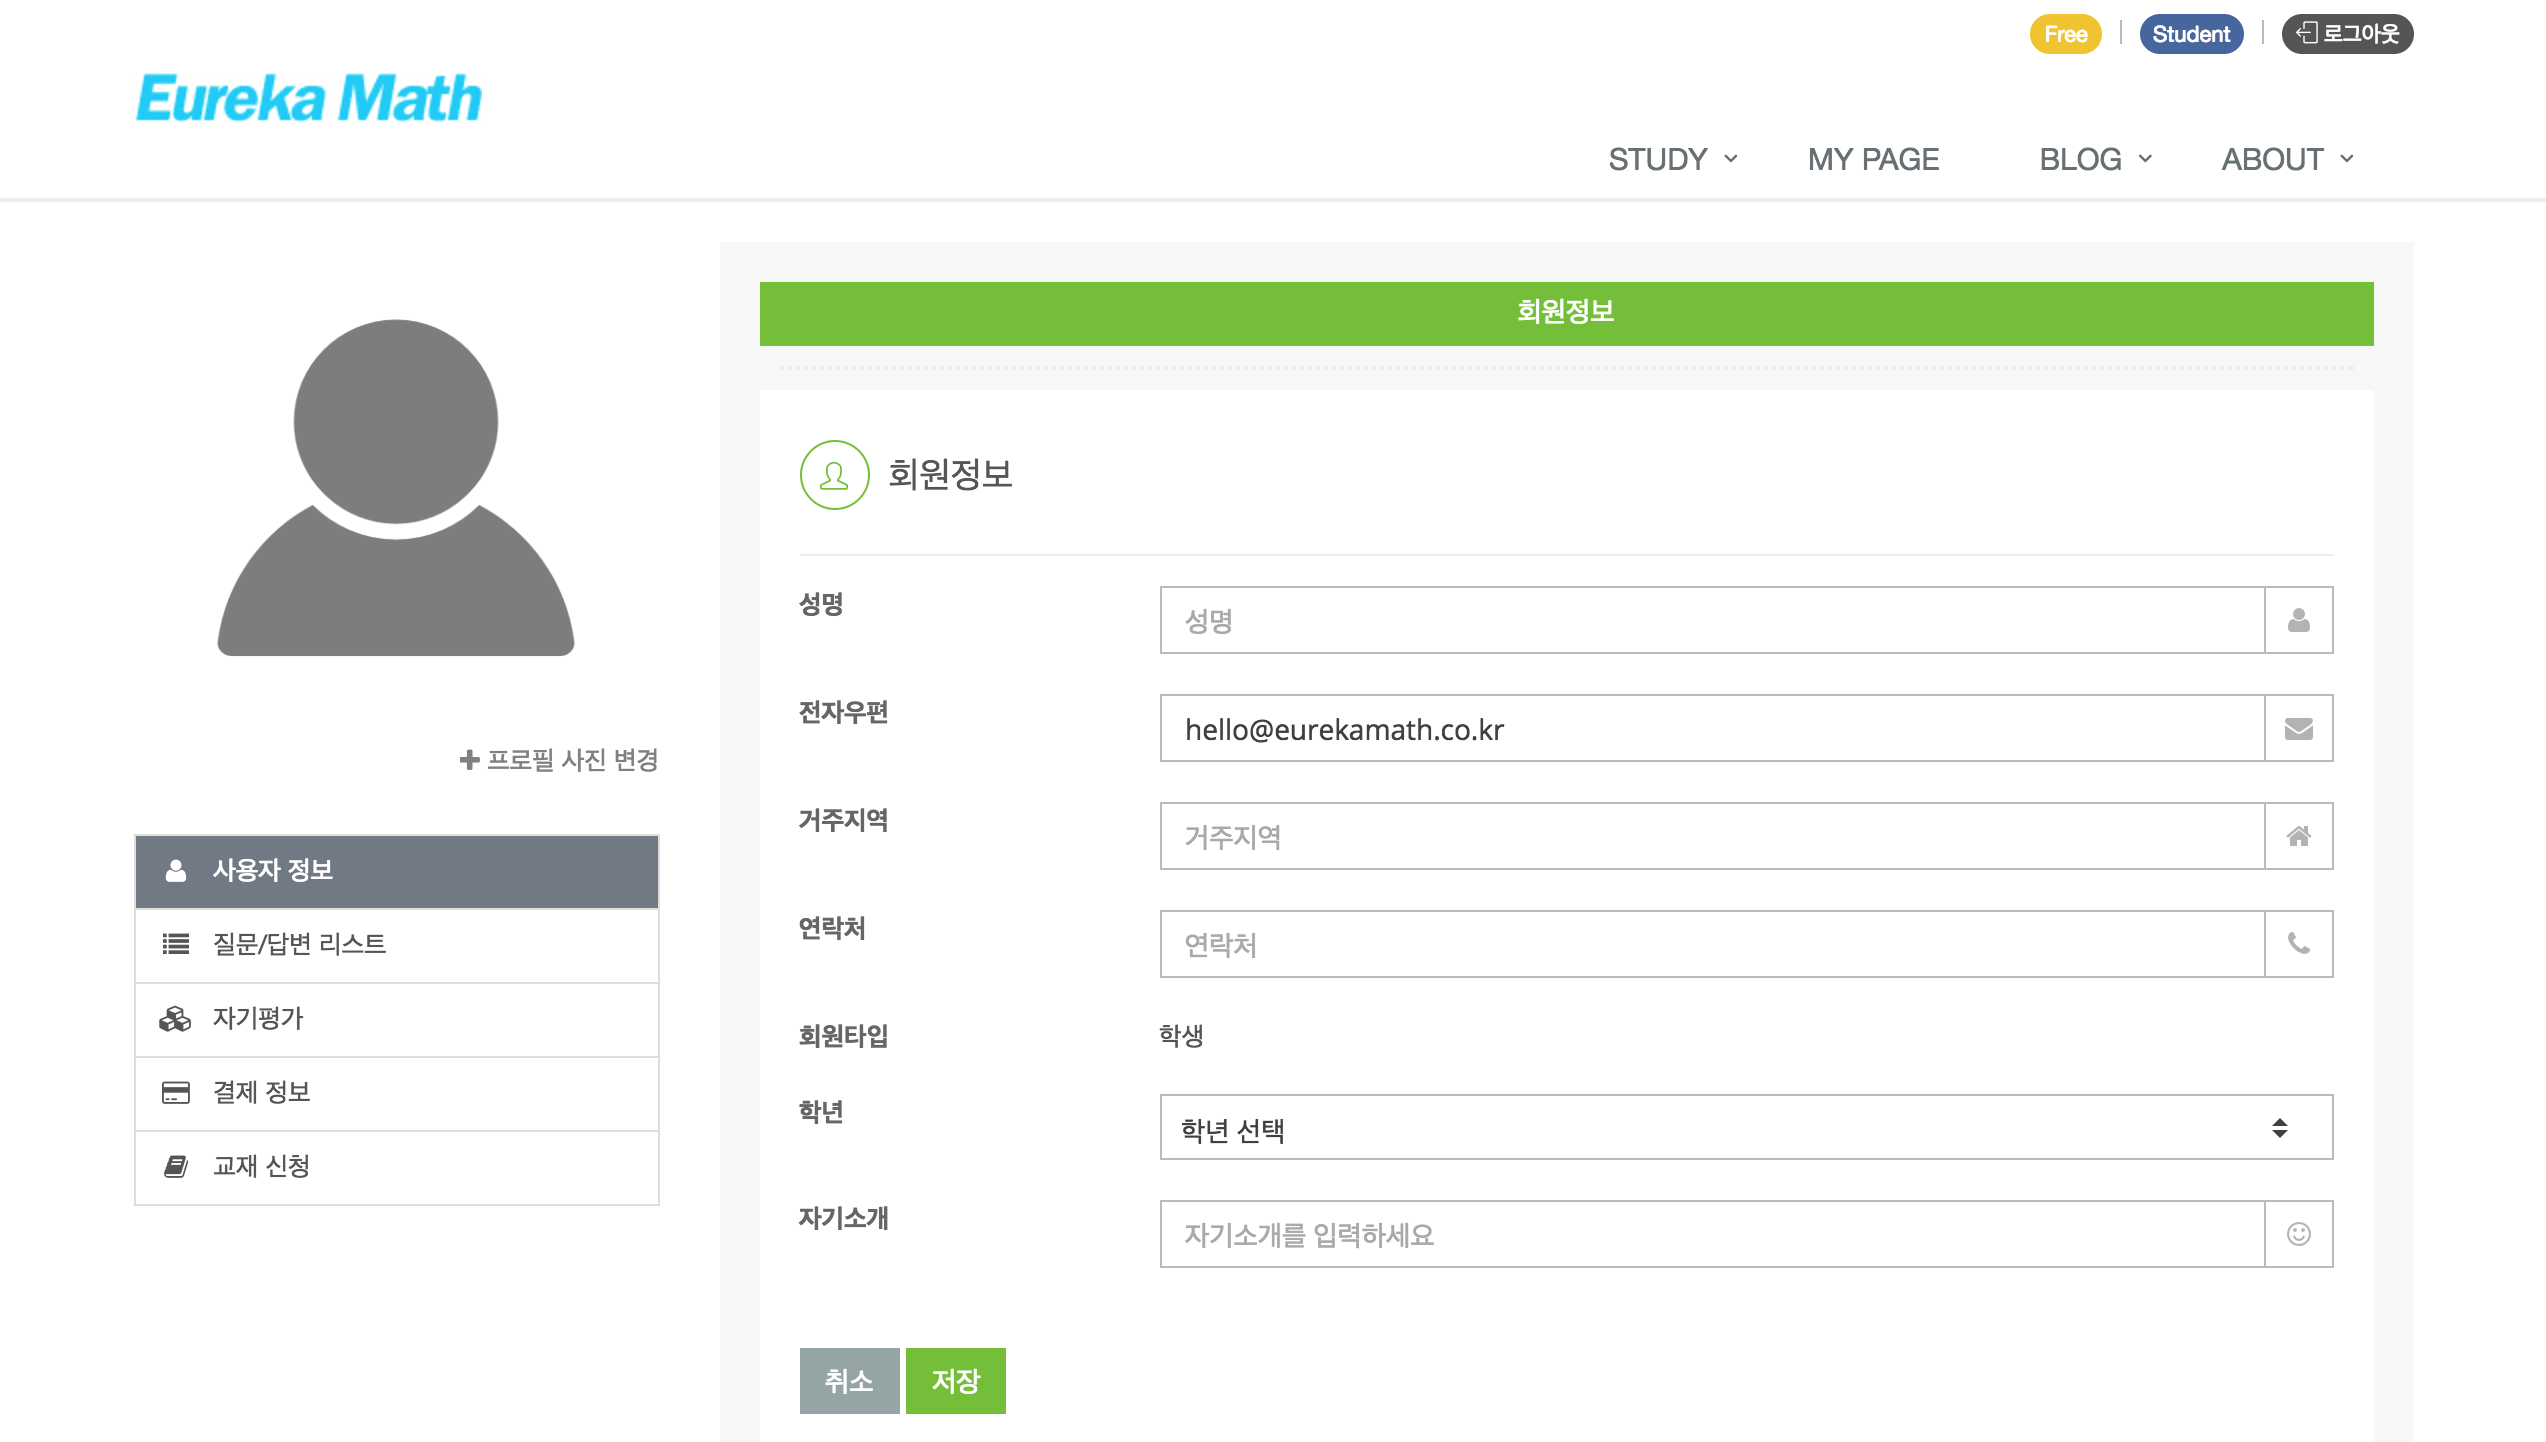 Free
Student
로그아웃
Eureka Math
STUDY
MY PAGE
BLOG
ABOUT
프로필 사진 변경
사용자 정보
질문/답변 리스트
자기평가
결제 정보
교재 신청
회원정보
회원정보
성명
성명
전자우편
hello@eurekamath.co.kr
거주지역
거주지역
연락처
연락처
회원타입
학생
학년
학년 선택
자기소개
자기소개를 입력하세요
취소
저장